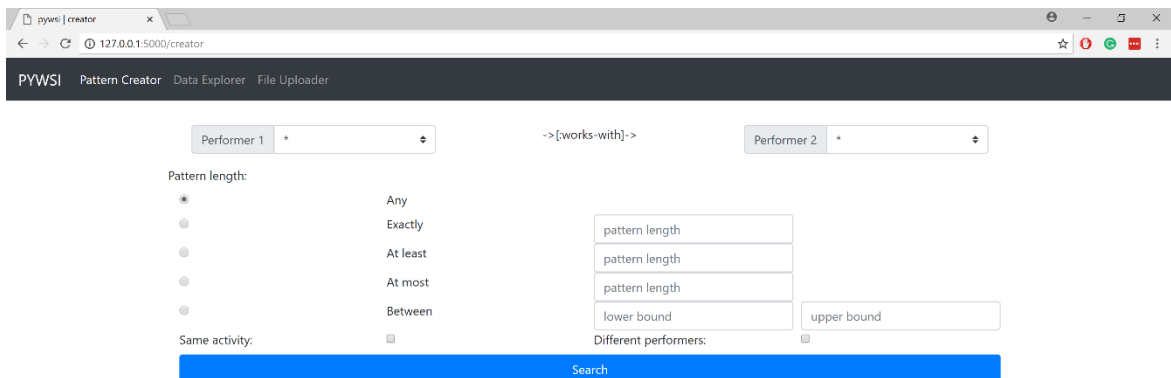 pywsi | creator
127.0.0.1:5000/creator
PYWSI Pattern Creator Data Explorer File Uploader
Performer 1 * ->[:works-with]-> Performer 2 *
Pattern length:
Any
Exactly pattern length
At least pattern length
At most pattern length
Between lower bound upper bound
Same activity: Different performers:
Search